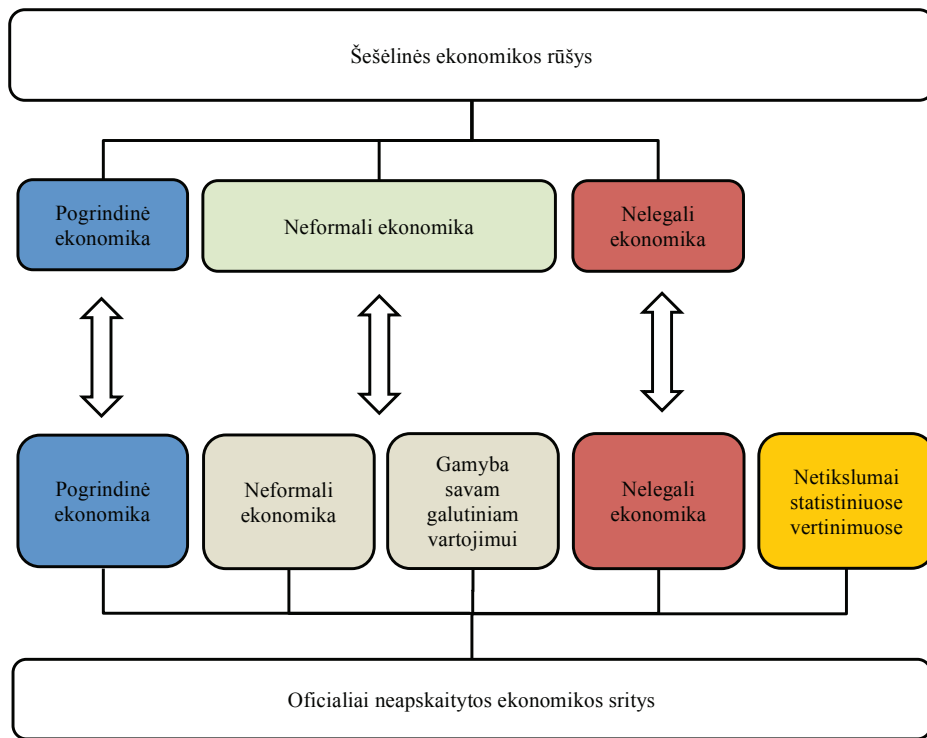 Šešėlinės ekonomikos rūšys
Pogrindinė
ekonomika
Neformali ekonomika
Nelegali
ekonomika
Pogrindinė
ekonomika
Neformali
ekonomika
Gamyba
savam
galutiniam
vartojimui
Nelegali
ekonomika
Netikslumai
statistiniuose
vertinimuose
Oficialiai neapskaitytos ekonomikos sritys